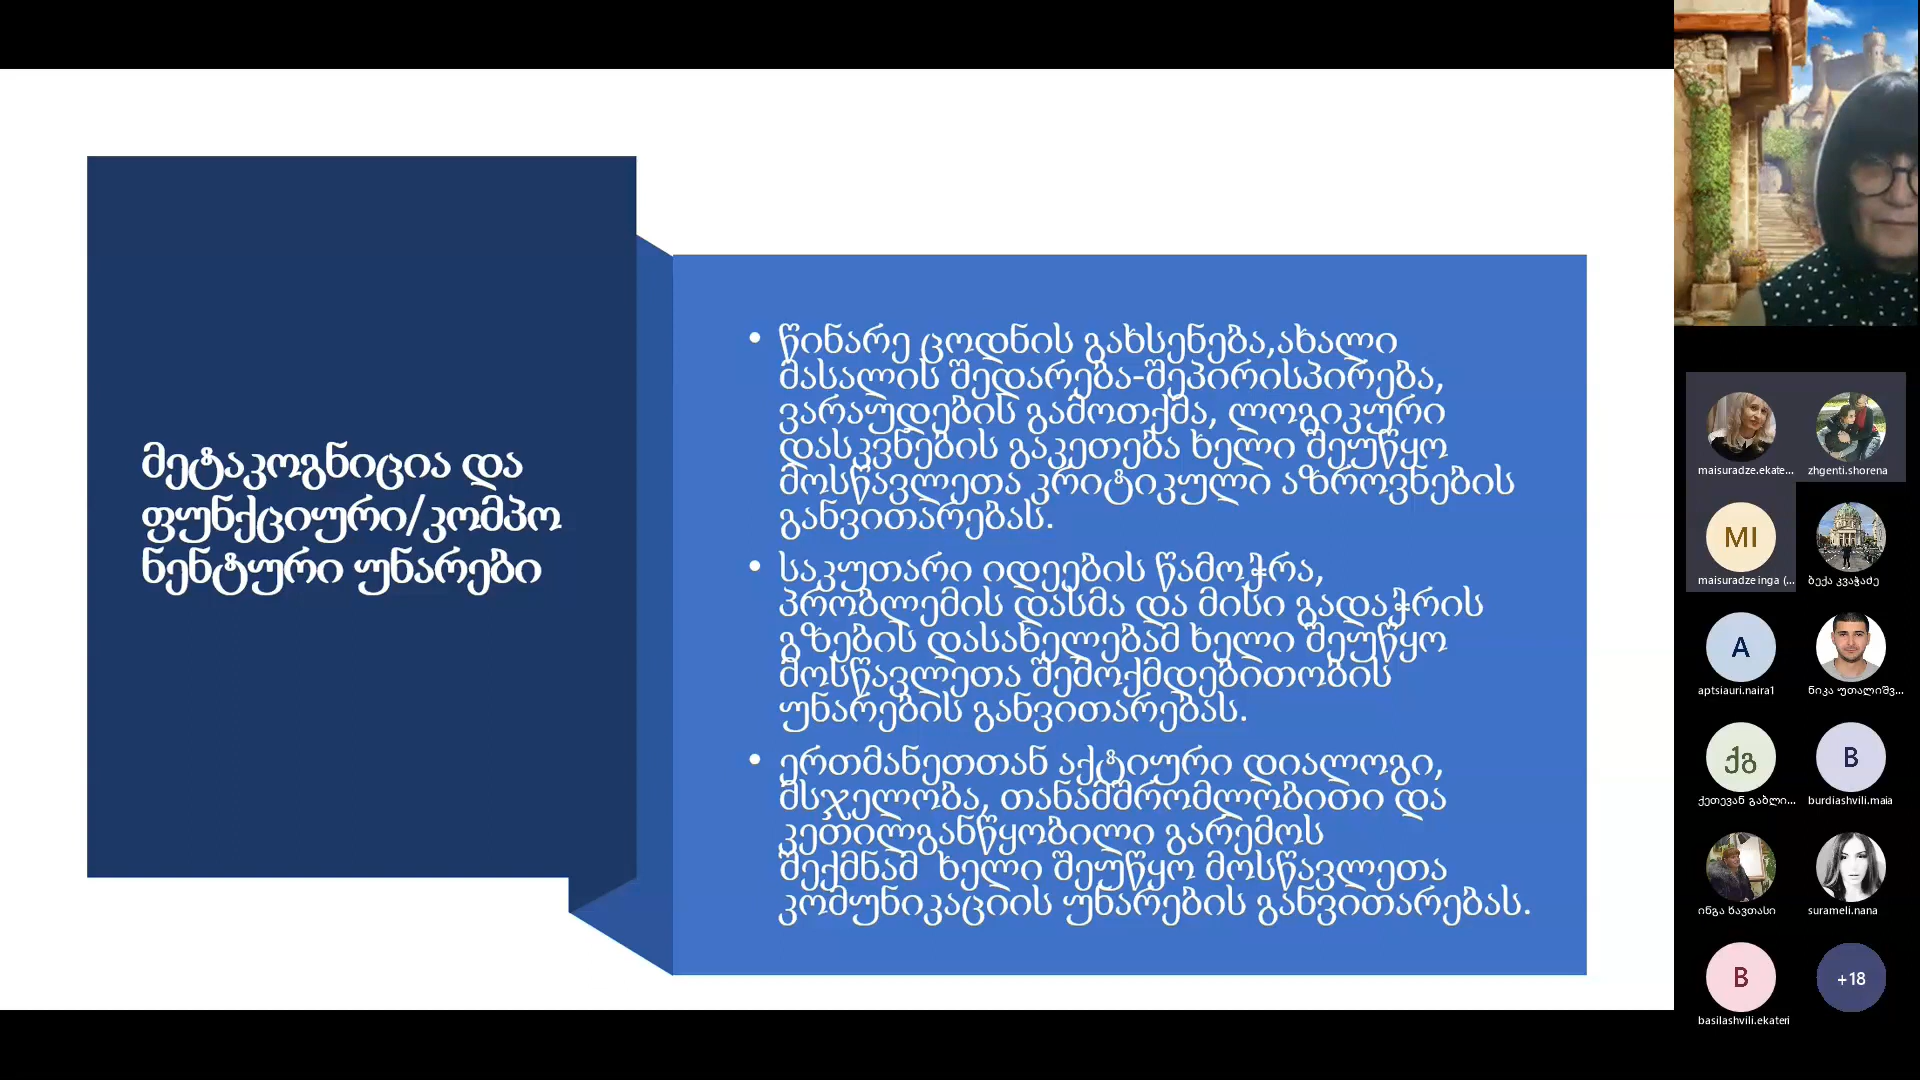 მეტაკოგნიცია და
ფუნქციური/კომპო
ნენტური უნარები
• წინარე ცოდნის გახსენება,ახალი
მასალის შედარება-შეპირისპირება,
ვარაუდების გამოთქმა, ლოგიკური
დასკვნების გაკეთება ხელი შეუწყო
მოსწავლეთა კრიტიკული აზროვნების
განვითარებას.
• საკუთარი იდეების წამოჭრა,
პრობლემის დასმა და მისი გადაჭრის
გზების დასახელებამ ხელი შეუწყო
მოსწავლეთა შემოქმდებითობის
უნარების განვითარებას.
• ერთმანეთთან აქტიური დიალოგი,
მსჯელობა, თანამშრომლობითი და
კეთილგანწყობილი გარემოს
შექმნამ ხელი შეუწყო მოსწავლეთა
კომუნიკაციის უნარების განვითარებას.
maisuradze.ekate...
zhgenti.shorena
MI
maisuradze inga (...
ბექა კვაჭაძე
A
aptsiauri.naira1
ნიკა უთალიშვ...
ქგ
ქეთევან გაბლი...
B
burdiashvili.maia
ინგა ნავთასი
surameli.nana
B
basilashvili.ekateri
+18